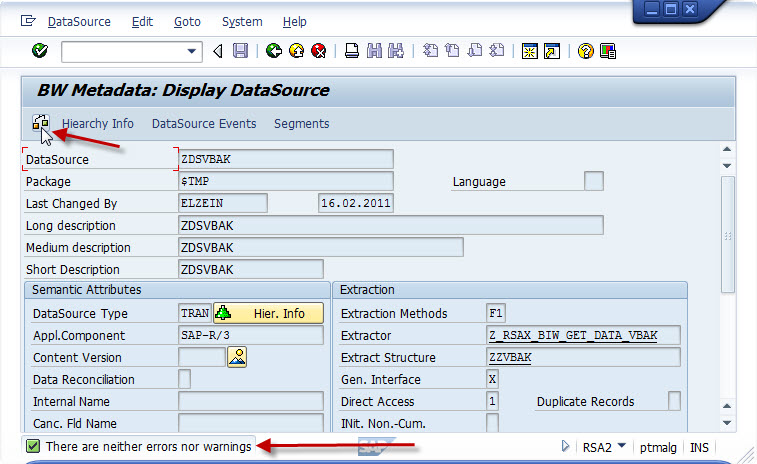 DataSource Edit Goto System Help
BW Metadata: Display DataSource
Hierarchy Info DataSource Events Segments
DataSource ZDSVBAK
Package $TMP Language
Last Changed By ELZEIN 16.02.2011
Long description ZDSVBAK
Medium description ZDSVBAK
Short Description ZDSVBAK
Semantic Attributes
DataSource Type TRAN Hier. Info
Appl.Component SAP-R/3
Content Version
Data Reconciliation
Internal Name
Canc. Fld Name
Extraction
Extraction Methods F1
Extractor Z_RSAX_BIW_GET_DATA_VBAK
Extract Structure ZZVBAK
Gen. Interface X
Direct Access 1 Duplicate Records
INit. Non.-Cum.
There are neither errors nor warnings SAP RSA2 ptmalg INS